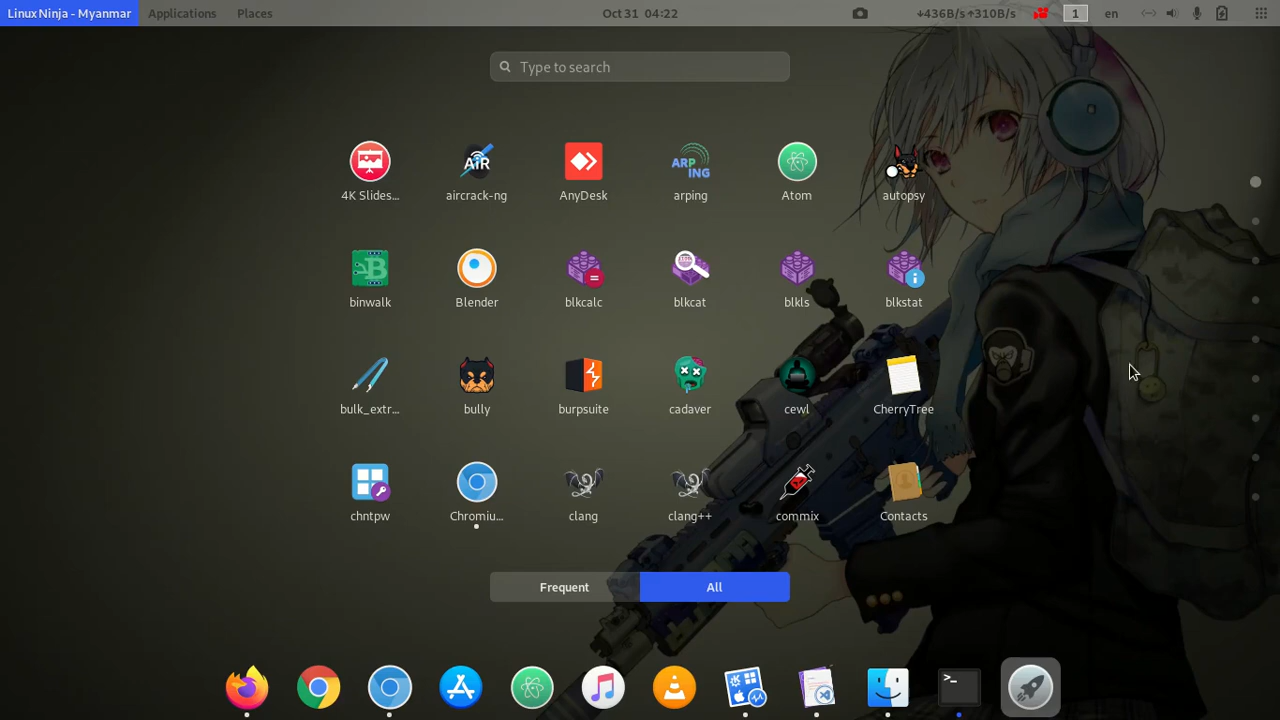 Linux Ninja - Myanmar Applications Places Oct 31 04:22 ↓436B/s ↑310B/s 1 en
Type to search
4K Slides... aircrack-ng AnyDesk arping Atom autopsy
AIR ARPING
binwalk Blender blkcalc blkcat blkls blkstat
bulk_extr... bully burpsuite cadaver cewl CherryTree
chntpw Chromiu... clang clang++ commix Contacts
Frequent All
>_